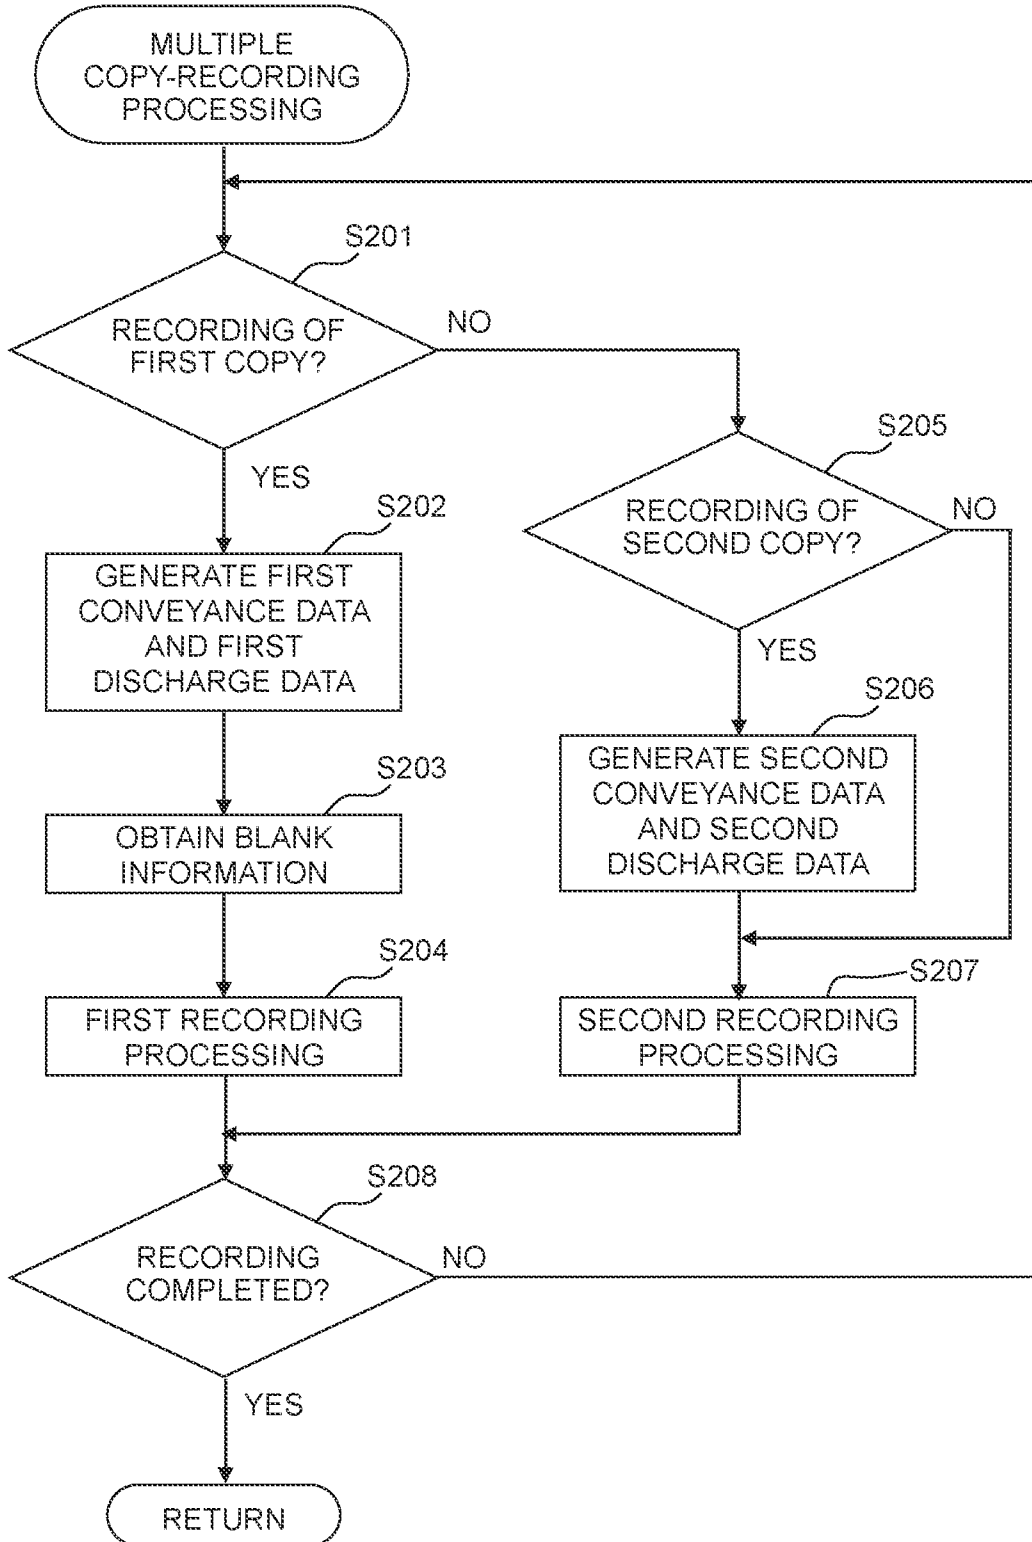 MULTIPLE
COPY-RECORDING
PROCESSING
S201
RECORDING OF
FIRST COPY?
NO
YES
S202
GENERATE FIRST
CONVEYANCE DATA
AND FIRST
DISCHARGE DATA
S203
OBTAIN BLANK
INFORMATION
S204
FIRST RECORDING
PROCESSING
S205
RECORDING OF
SECOND COPY?
NO
YES
S206
GENERATE SECOND
CONVEYANCE DATA
AND SECOND
DISCHARGE DATA
S207
SECOND RECORDING
PROCESSING
S208
RECORDING
COMPLETED?
NO
YES
RETURN